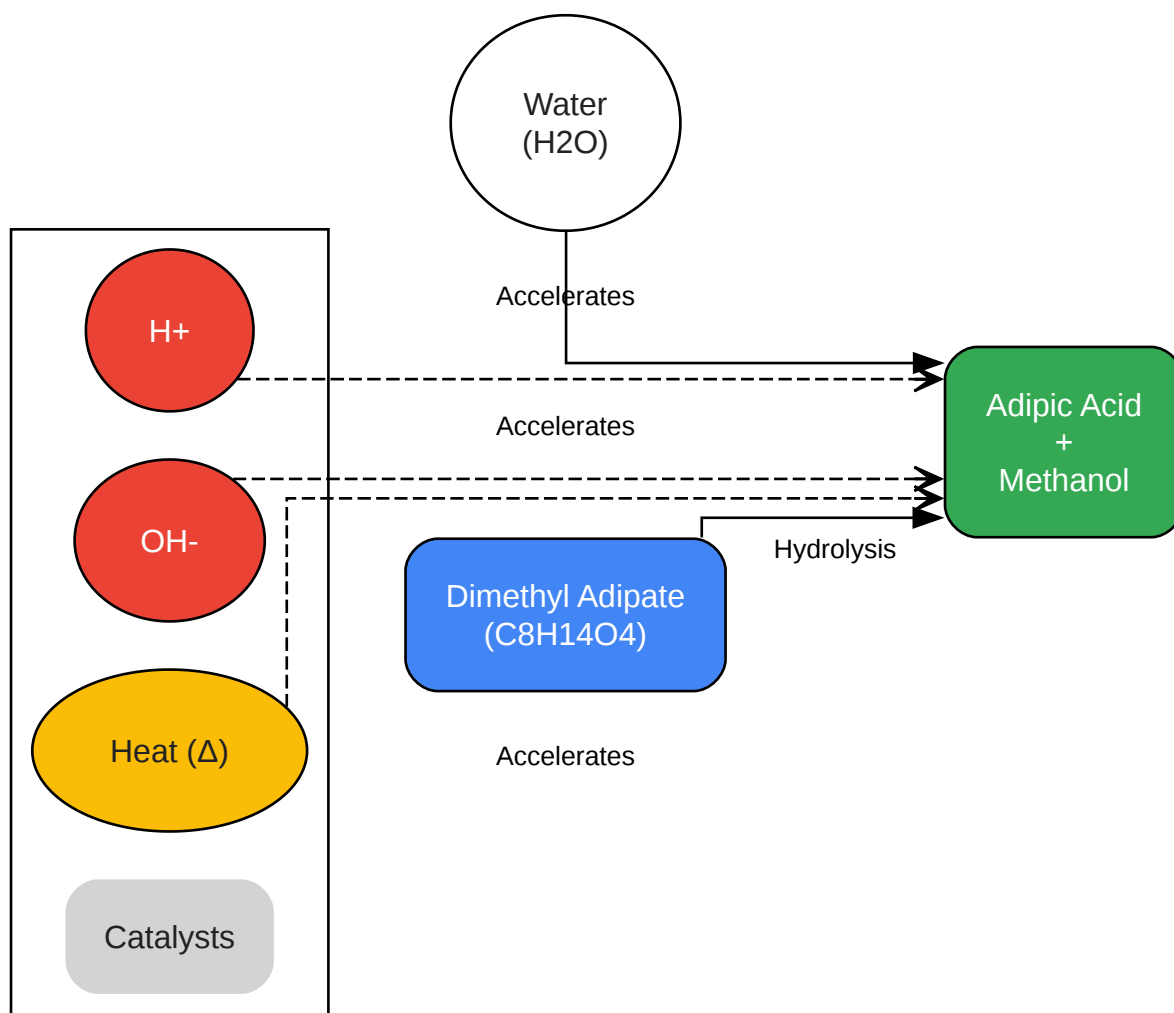 Water
(H2O)
Accelerates
H+
Accelerates
Adipic Acid
+
Methanol
OH-
Hydrolysis
Dimethyl Adipate
(C8H14O4)
Heat (Δ)
Accelerates
Catalysts